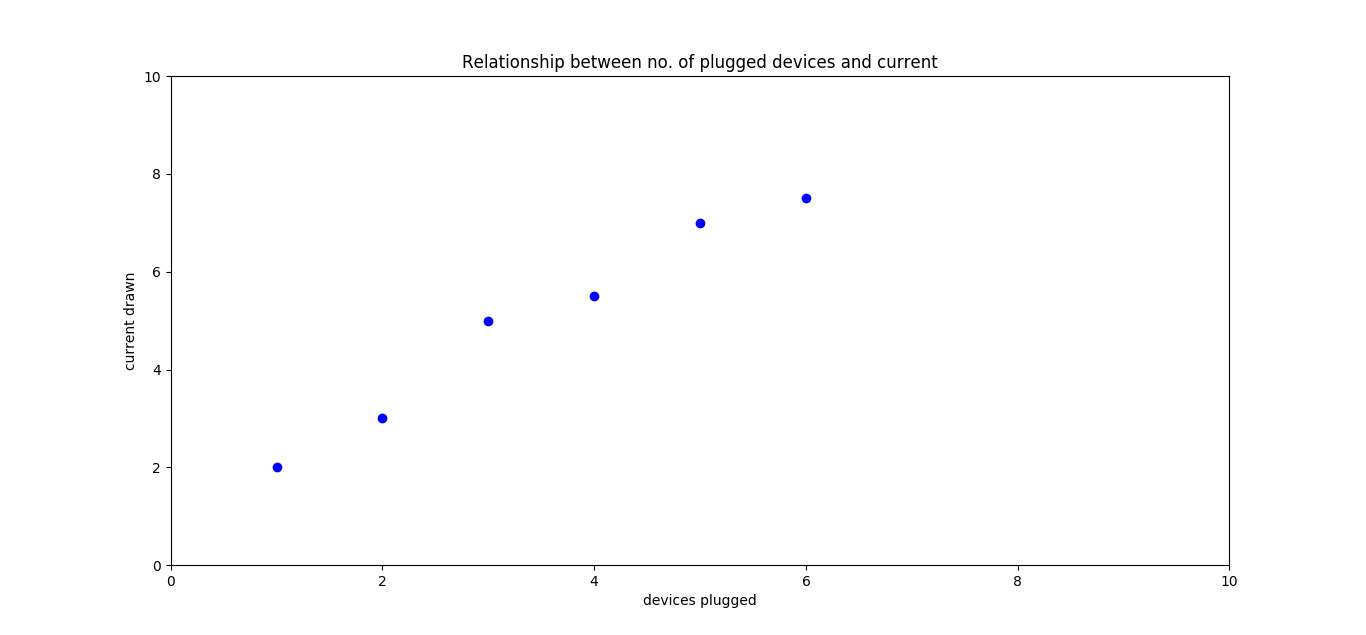 Relationship between no. of plugged devices and current
10
8
6
4
2
0
current drawn
0 2 4 6 8 10
devices plugged